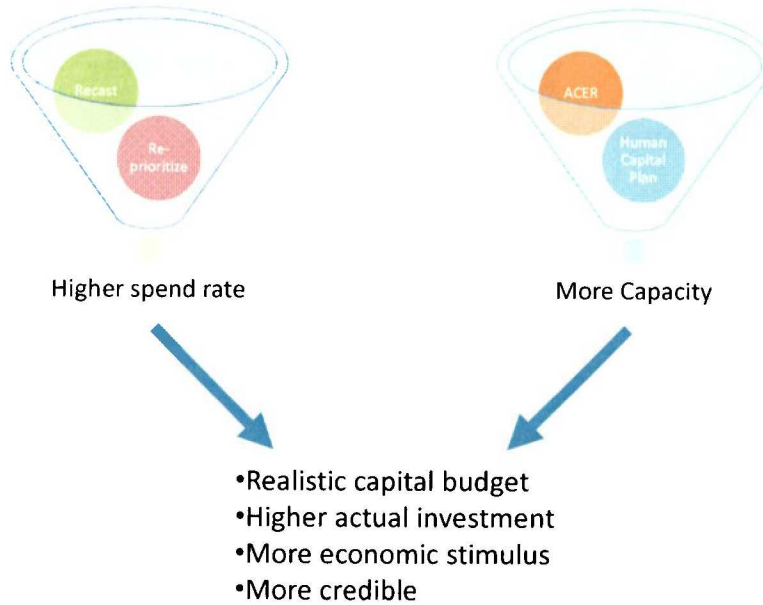 Recast
Re-
prioritize
ACER
Human
Capital
Plan
Higher spend rate
More Capacity
•Realistic capital budget
•Higher actual investment
•More economic stimulus
•More credible